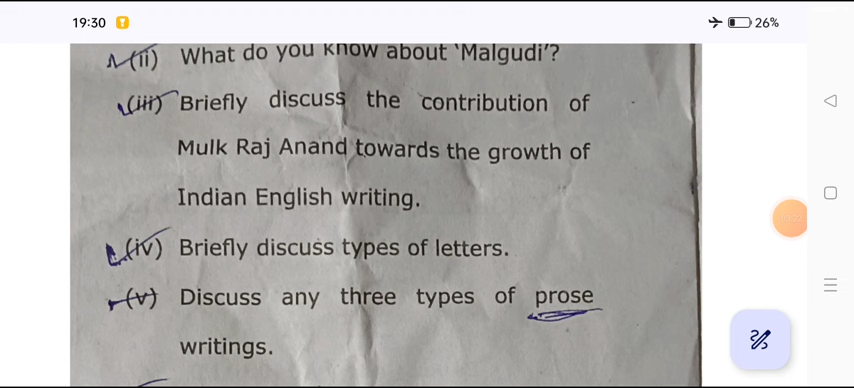 19:30
26%
(ii) What do you know about 'Malgudi'?
(iii) Briefly discuss the contribution of
Mulk Raj Anand towards the growth of
Indian English writing.
(iv) Briefly discuss types of letters.
(v) Discuss any three types of prose
writings.